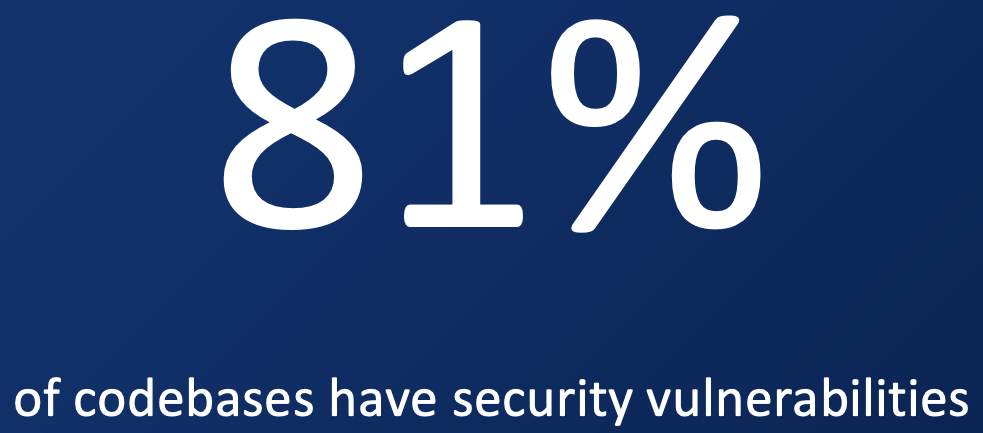 81%
of codebases have security vulnerabilities